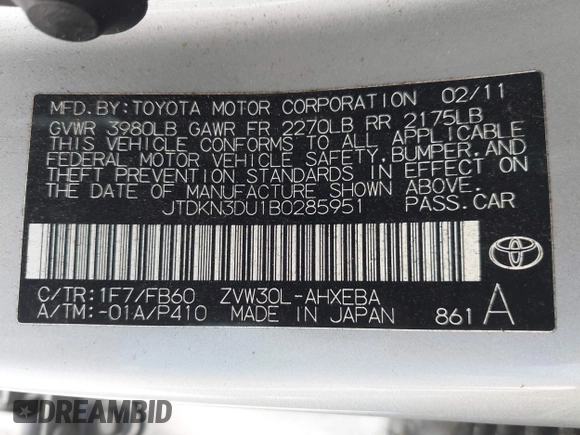 MFD. BY: TOYOTA MOTOR CORPORATION 02/11
GVWR 3980LB GAWR FR 2270LB RR 2175LB
THIS VEHICLE CONFORMS TO ALL APPLICABLE
FEDERAL MOTOR VEHICLE SAFETY, BUMPER, AND
THEFT PREVENTION STANDARDS IN EFFECT ON
THE DATE OF MANUFACTURE SHOWN ABOVE.
JTDKN3DU1B0285951 PASS. CAR
C/TR: 1F7/FB60 ZVW30L-AHXEBA
A/TM: -01A/P410 MADE IN JAPAN 861 A
DREAMBID